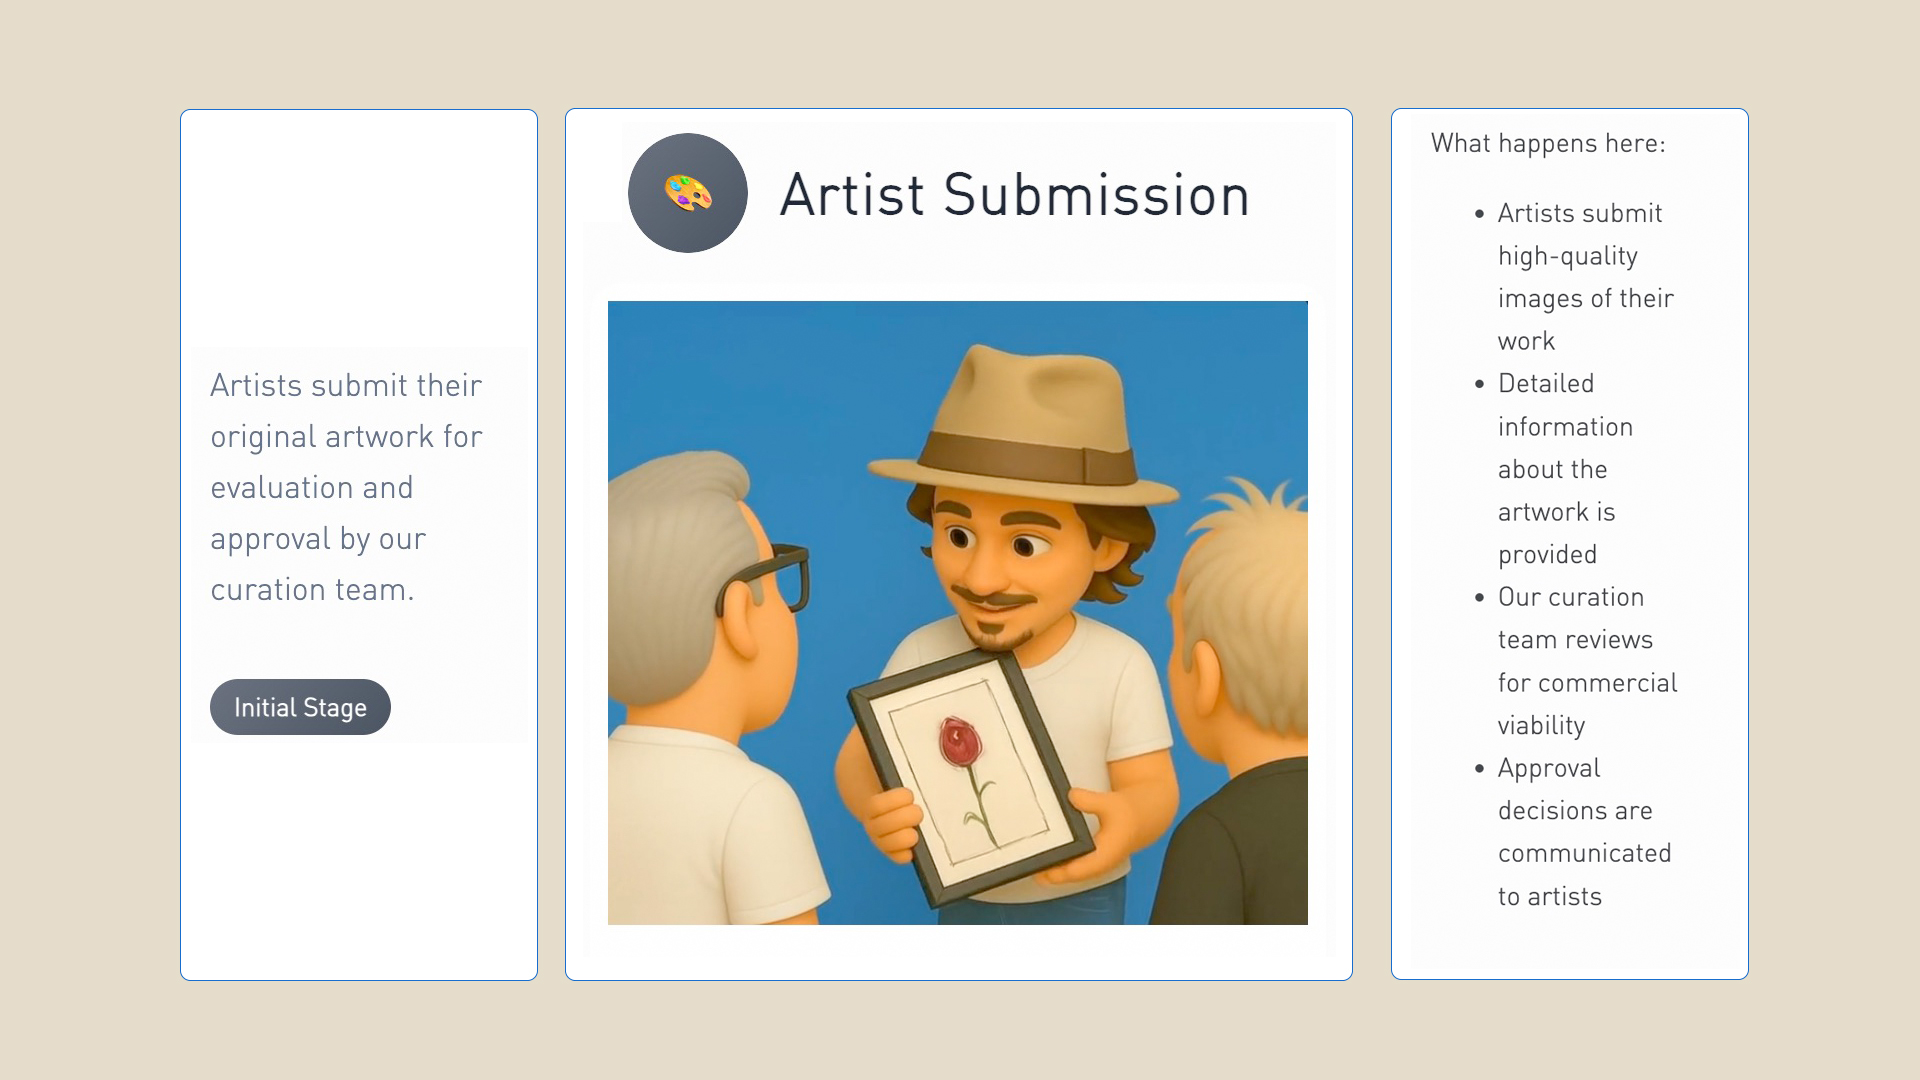 Artists submit their
original artwork for
evaluation and
approval by our
curation team.
Initial Stage
Artist Submission
What happens here:
• Artists submit
high-quality
images of their
work
• Detailed
information
about the
artwork is
provided
• Our curation
team reviews
for commercial
viability
• Approval
decisions are
communicated
to artists